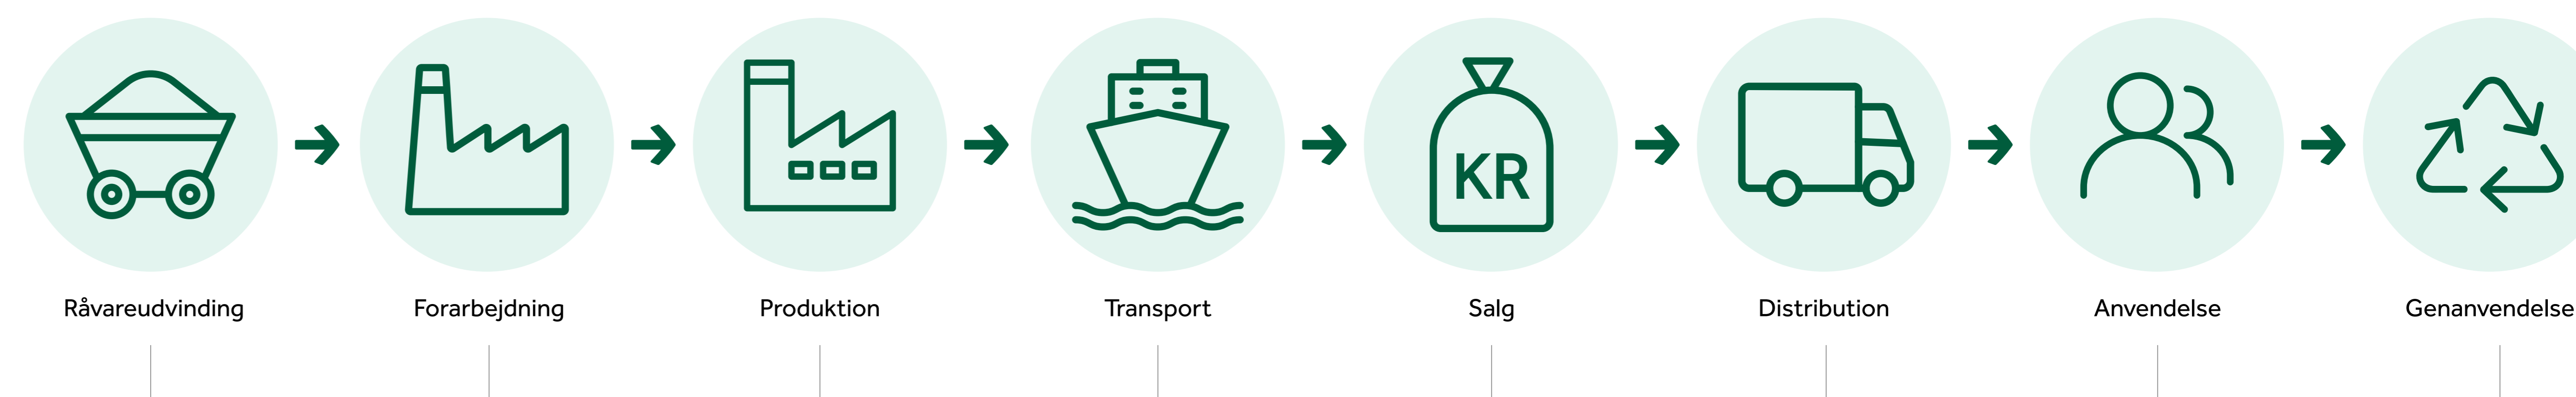 KR
Råvareudvinding
Forarbejdning
Produktion
Transport
Salg
Distribution
Anvendelse
Genanvendelse